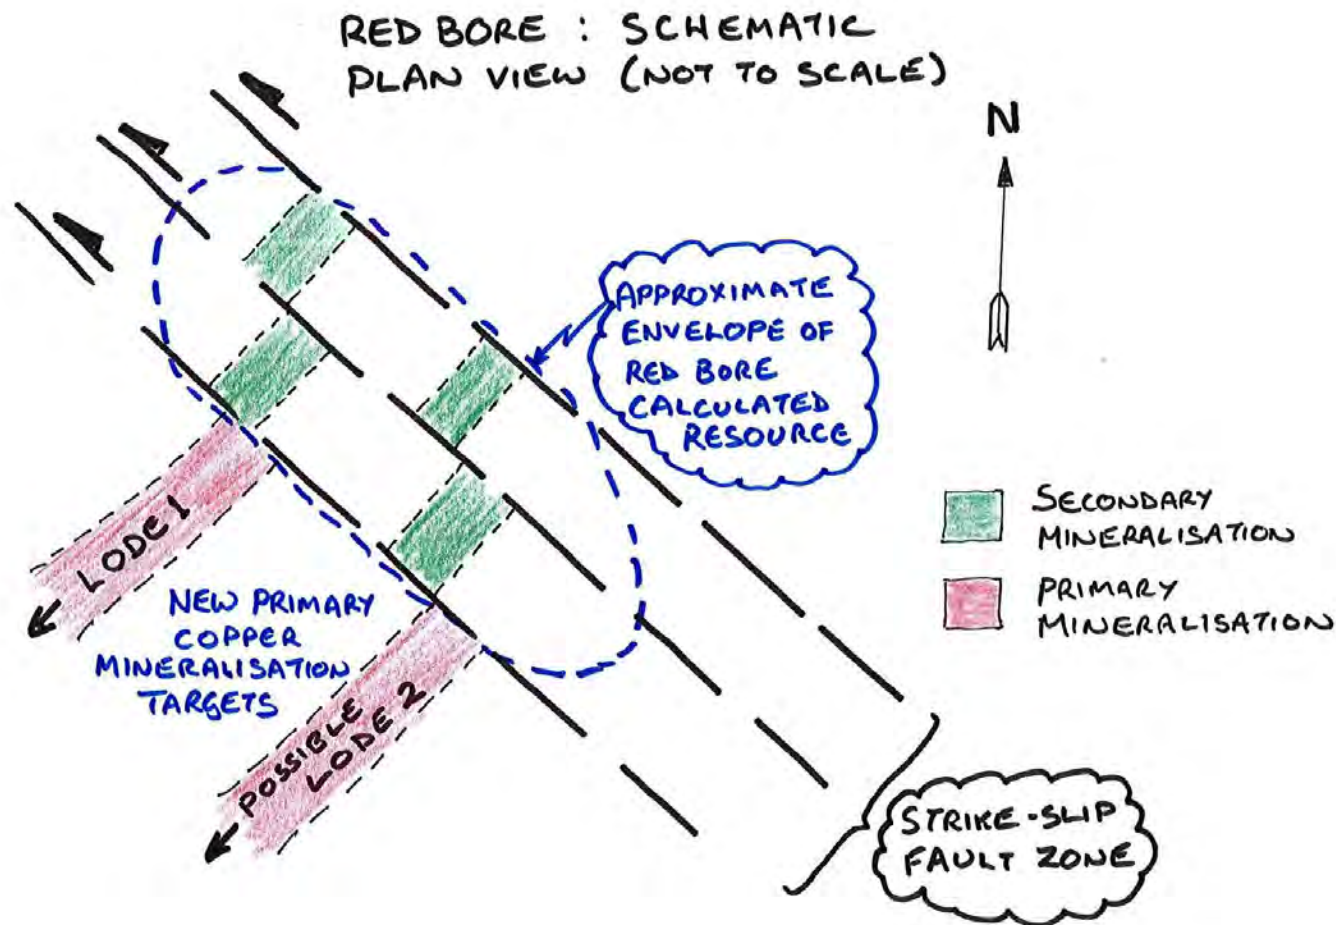 RED BORE : SCHEMATIC
PLAN VIEW (NOT TO SCALE)
N
APPROXIMATE
ENVELOPE OF
RED BORE
CALCULATED
RESOURCE
SECONDARY
MINERALISATION
PRIMARY
MINERALISATION
LODE 1
NEW PRIMARY
COPPER
MINERALISATION
TARGETS
POSSIBLE
LODE 2
STRIKE-SLIP
FAULT ZONE